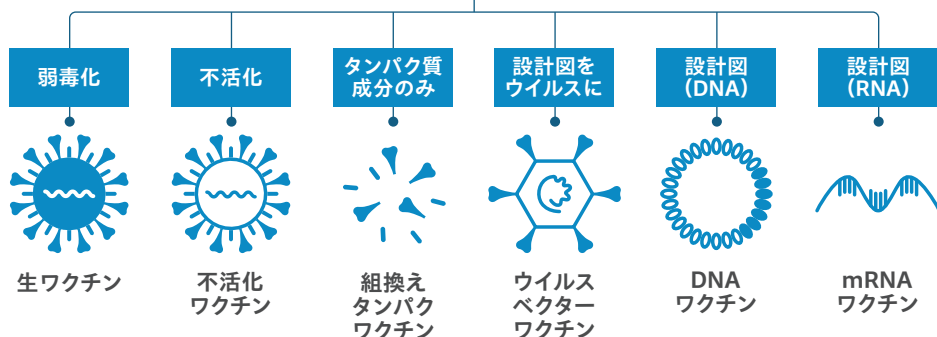 弱毒化
不活化
タンパク質
成分のみ
設計図を
ウイルスに
設計図
(DNA)
設計図
(RNA)
生ワクチン
不活化
ワクチン
組換え
タンパク
ワクチン
ウイルス
ベクター
ワクチン
DNA
ワクチン
mRNA
ワクチン